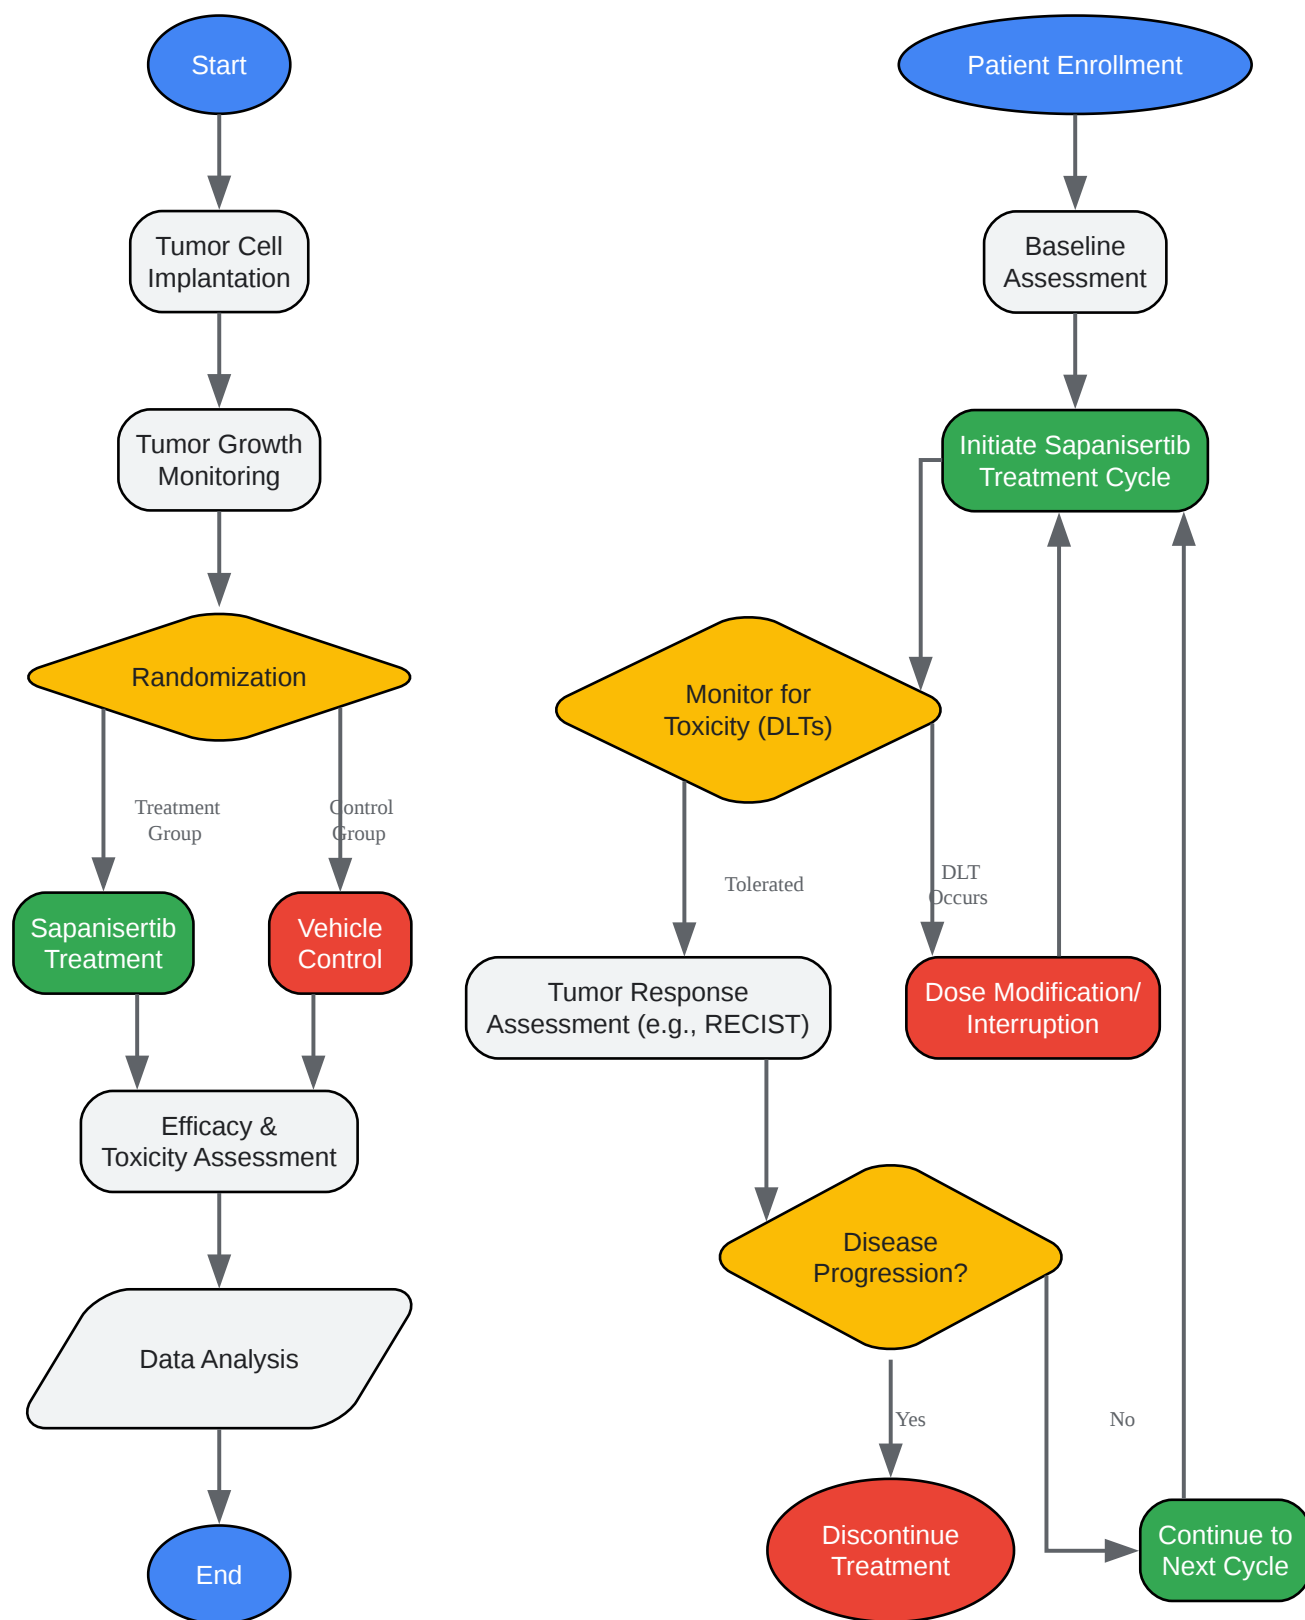 Start
Tumor Cell
Implantation
Tumor Growth
Monitoring
Randomization
Treatment
Group
Control
Group
Sapanisertib
Treatment
Vehicle
Control
Efficacy &
Toxicity Assessment
Data Analysis
End
Patient Enrollment
Baseline
Assessment
Initiate Sapanisertib
Treatment Cycle
Monitor for
Toxicity (DLTs)
Tolerated
DLT
Occurs
Tumor Response
Assessment (e.g., RECIST)
Dose Modification/
Interruption
Disease
Progression?
Yes
No
Discontinue
Treatment
Continue to
Next Cycle